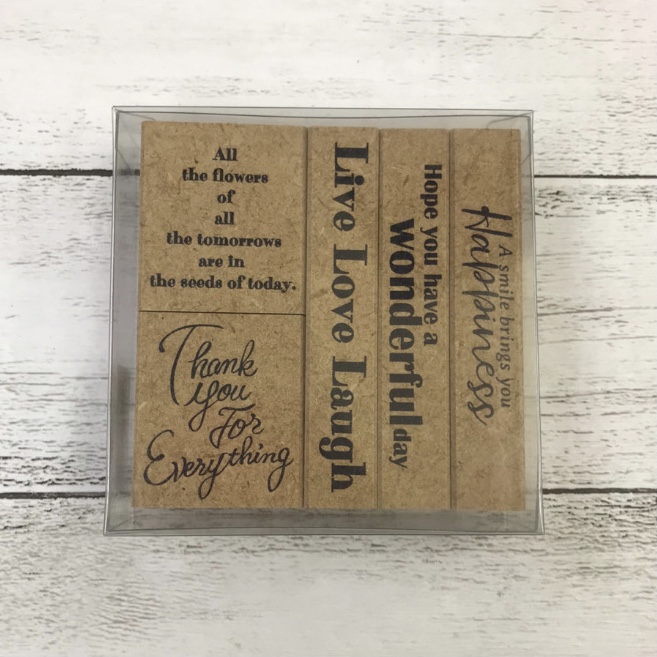 All
the flowers
of
all
the tomorrows
are in
the seeds of today.
Thank
you
For
Everything
Live Love Laugh
Hope you have a
wonderful day
A smile brings you
Happiness